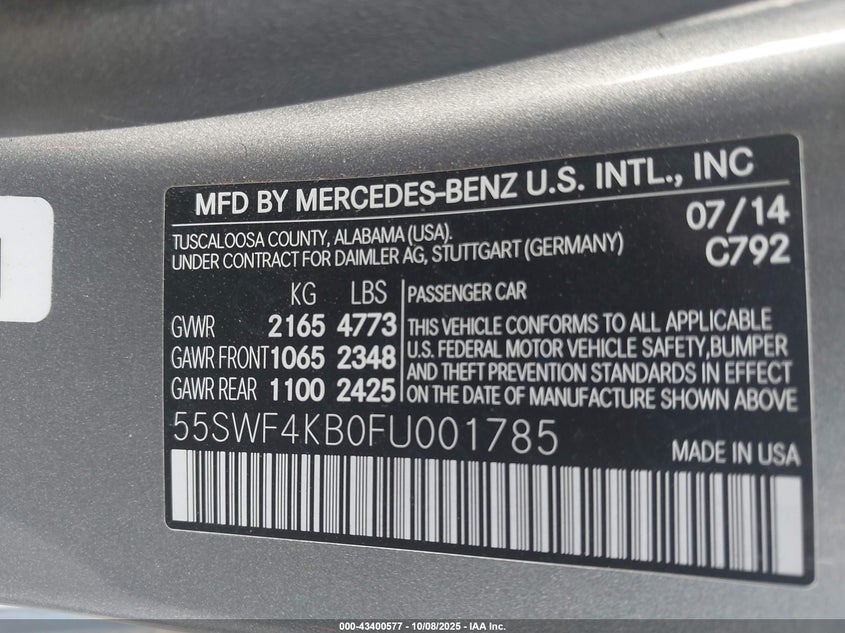 MFD BY MERCEDES-BENZ U.S. INTL., INC
TUSCALOOSA COUNTY, ALABAMA (USA). 07/14
UNDER CONTRACT FOR DAIMLER AG, STUTTGART (GERMANY) C792
KG LBS PASSENGER CAR
GVWR 2165 4773 THIS VEHICLE CONFORMS TO ALL APPLICABLE
GAWR FRONT 1065 2348 U.S. FEDERAL MOTOR VEHICLE SAFETY,BUMPER
AND THEFT PREVENTION STANDARDS IN EFFECT
GAWR REAR 1100 2425 ON THE DATE OF MANUFACTURE SHOWN ABOVE
55SWF4KB0FU001785 MADE IN USA
000-43400577 - 10/08/2025 - IAA Inc.